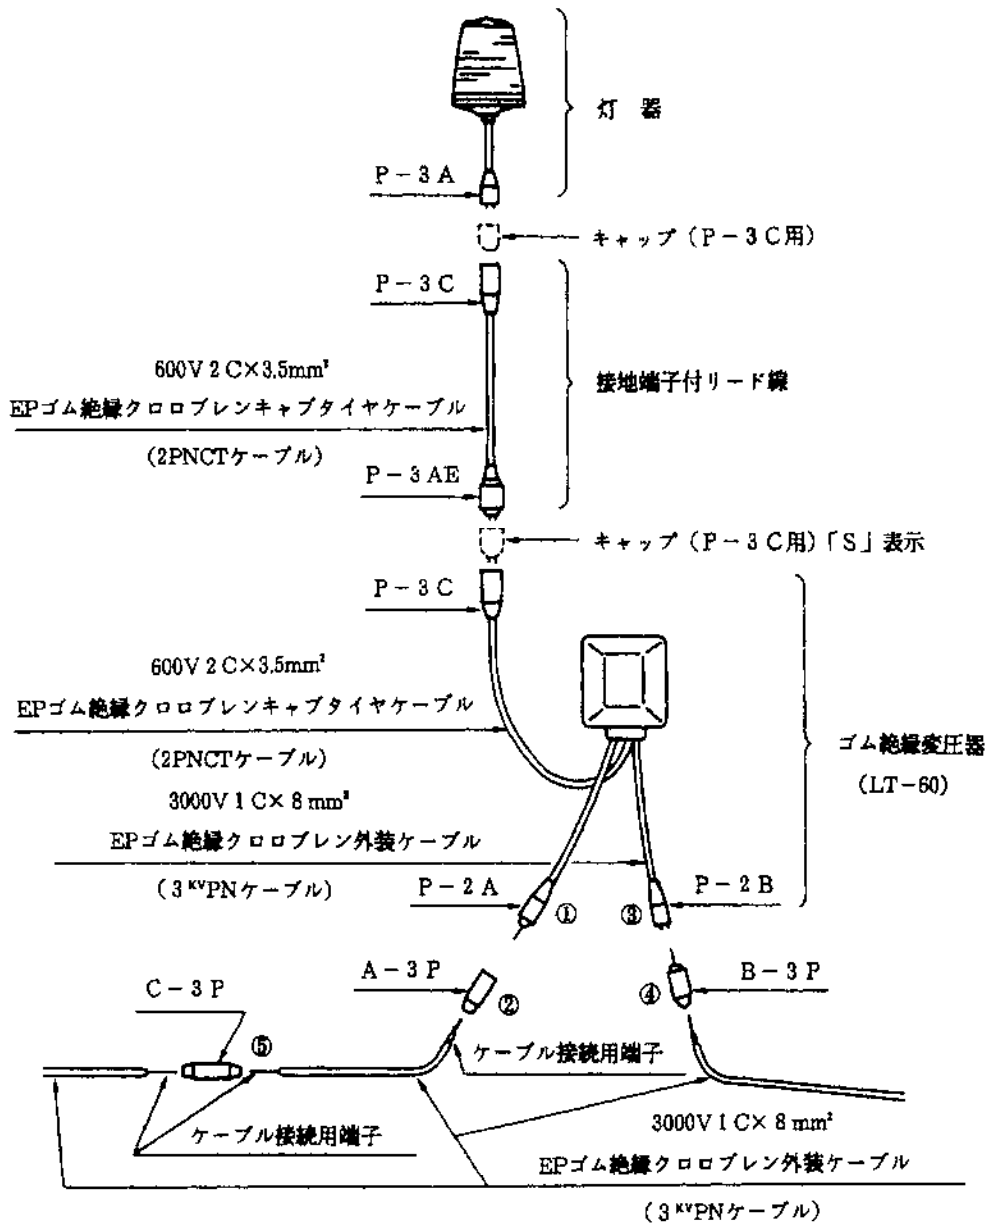 灯 器
P-3A
キャップ (P-3C用)
P-3C
600V 2C×3.5mm²
EPゴム絶縁クロロプレンキャブタイヤケーブル
(2PNCTケーブル)
接地端子付リード線
P-3AE
キャップ (P-3C用)「S」表示
P-3C
600V 2C×3.5mm²
EPゴム絶縁クロロプレンキャブタイヤケーブル
(2PNCTケーブル)
ゴム絶縁変圧器
(LT-60)
3000V 1C×8mm²
EPゴム絶縁クロロプレン外装ケーブル
(3KVPNケーブル)
P-2A
①
③
P-2B
A-3P
②
④
B-3P
C-3P
⑤
ケーブル接続用端子
ケーブル接続用端子
3000V 1C×8mm²
EPゴム絶縁クロロプレン外装ケーブル
(3KVPNケーブル)